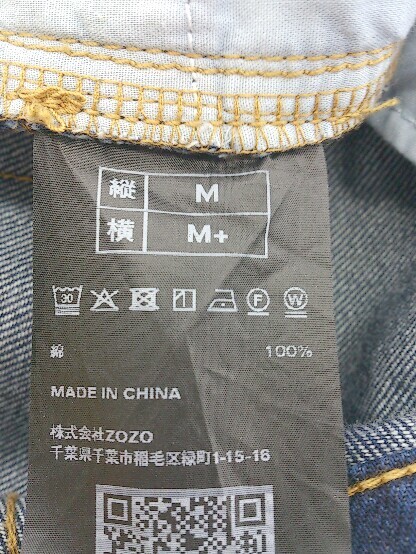 縦 M
横 M+
30 F W
綿 100%
MADE IN CHINA
株式会社ZOZO
千葉県千葉市稲毛区緑町1-15-16